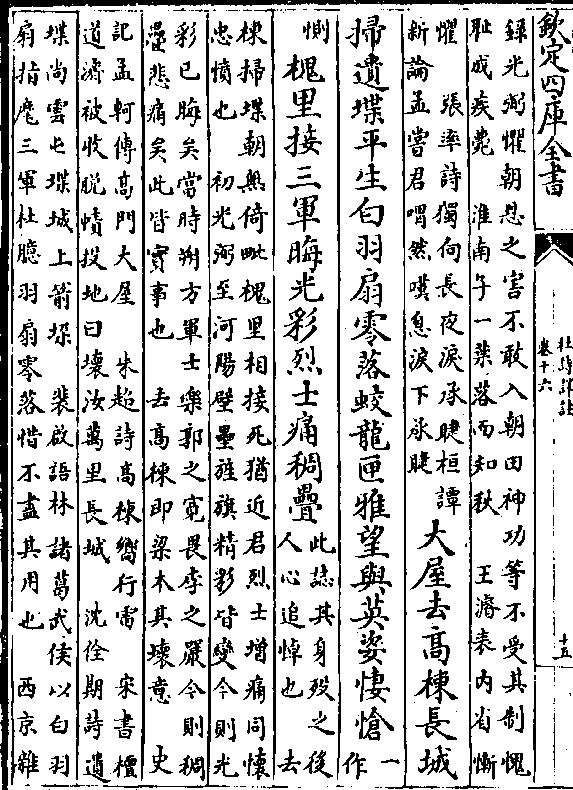 欽定四庫全書
杜詩詳註
卷十六
十五
錄光弼懼朝恩之害不敢入朝田神功等不受其制愧
恥成疾薨　淮南子一葉落而知秋　王濬表内省慚
懼　張率詩獨向長夜淚承睫桓譚
新論孟嘗君喟然嘆息淚下承睫
大屋去高棟長城
掃遺堞平生白羽扇零落蛟龍匣雅望與英姿悽愴一作
惻　槐里接三軍晦光彩烈士痛稠疊
此誌其身殁之後
人心追悼也　去
棟掃堞朝無倚毗槐里相接死猶近君烈士增痛同懷
忠憤也　初光弼至河陽壁壘旌旗精彩皆變今則光
彩已晦矣當時朔方軍士樂郭之寛畏李之嚴今則稠
疊悲痛矣此皆實事也　去高棟即梁木其壞意　史
記孟軻傳高門大屋　朱超詩高棟嚮行雷　宋書檀
道濟被收脱幘投地曰壞汝萬里長城　沈佺期詩遺
堞尚雲屯堞城上箭垛　裴啟語林諸葛武侯以白羽
扇指麾三軍杜臆羽扇零落惜不盡其用也　西京雜